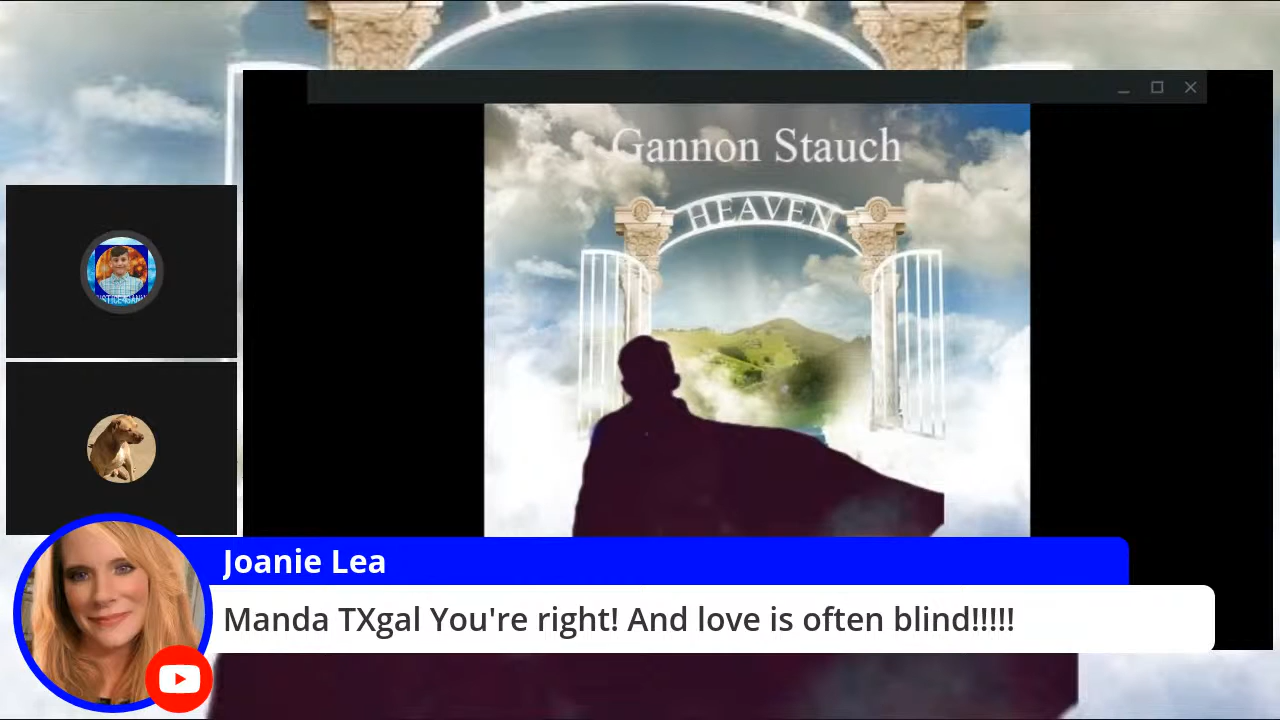 Gannon Stauch
HEAVEN
Joanie Lea
Manda TXgal You're right! And love is often blind!!!!!